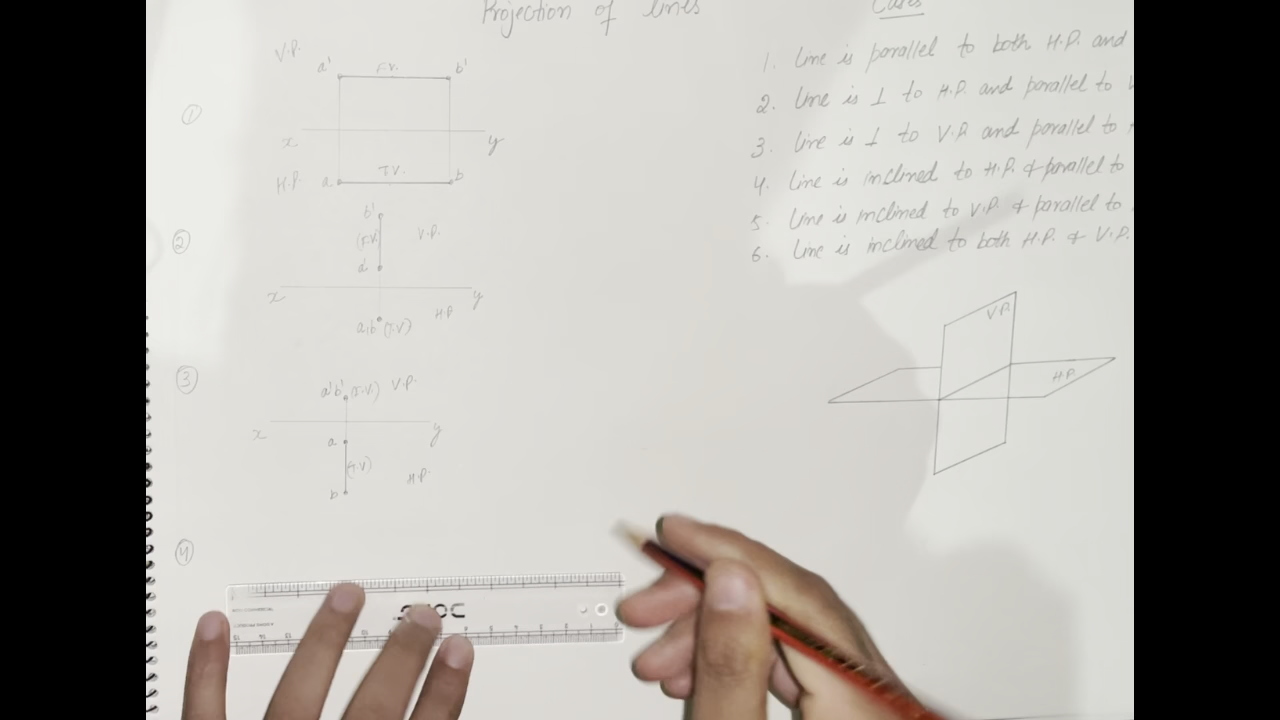 Projection of lines
Cases
1. Line is parallel to both H.P. and
2. Line is ⊥ to H.P. and parallel to V
3. Line is ⊥ to V.P. and parallel to
4. Line is inclined to H.P. & parallel to
5. Line is inclined to V.P. & parallel to
6. Line is inclined to both H.P. & V.P.
V.P.
a' F.V. b'
1
x y
H.P. a T.V. b
b'
2 (F.V) V.P.
a'
x y
a,b (T.V) H.P
3 a'b' (F.V.) V.P.
x y
a
(T.V) H.P.
b
4
V.P.
H.P.